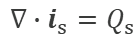 ∇ · 𝒊ₛ = Qₛ